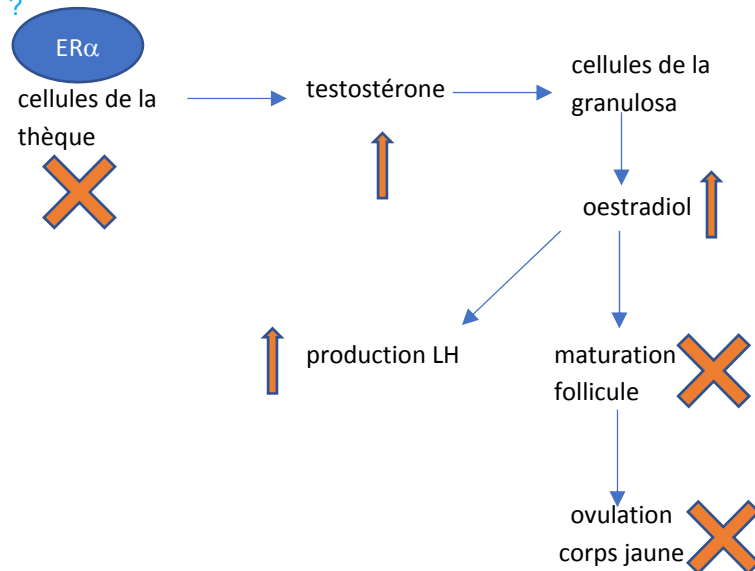 ?
ERα
cellules de la
thèque
testostérone
cellules de la
granulosa
oestradiol
production LH
maturation
follicule
ovulation
corps jaune